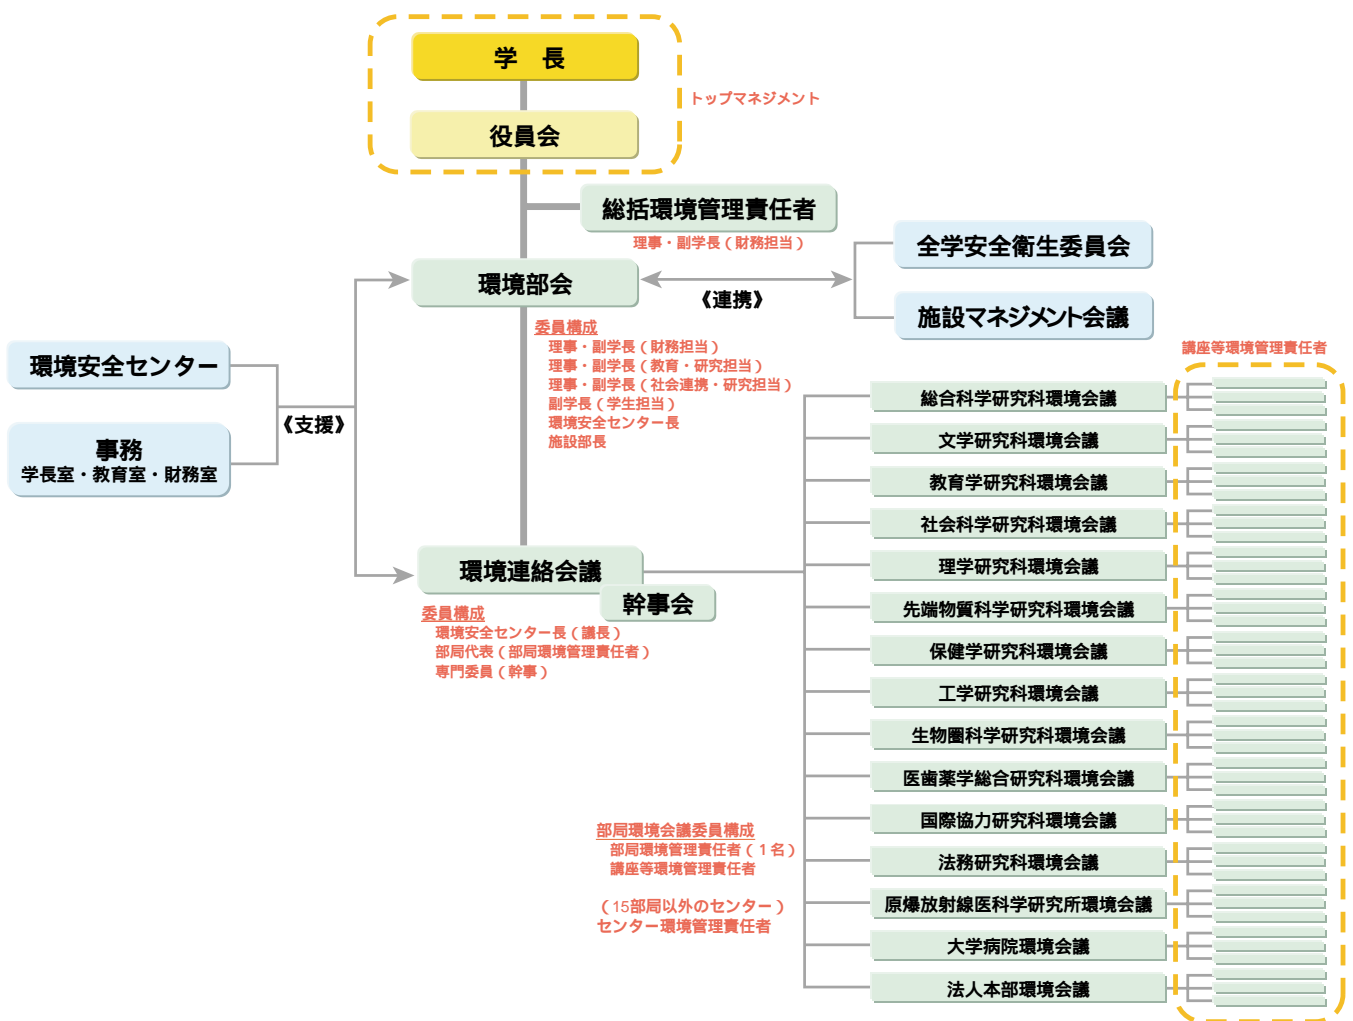 学　長
トップマネジメント
役員会
総括環境管理責任者
理事・副学長（財務担当）
全学安全衛生委員会
環境部会
《連携》
施設マネジメント会議
委員構成
理事・副学長（財務担当）
理事・副学長（教育・研究担当）
理事・副学長（社会連携・研究担当）
副学長（学生担当）
環境安全センター長
施設部長
環境安全センター
《支援》
事務
学長室・教育室・財務室
環境連絡会議
幹事会
委員構成
環境安全センター長（議長）
部局代表（部局環境管理責任者）
専門委員（幹事）
講座等環境管理責任者
総合科学研究科環境会議
文学研究科環境会議
教育学研究科環境会議
社会科学研究科環境会議
理学研究科環境会議
先端物質科学研究科環境会議
保健学研究科環境会議
工学研究科環境会議
生物圏科学研究科環境会議
医歯薬学総合研究科環境会議
国際協力研究科環境会議
法務研究科環境会議
原爆放射線医科学研究所環境会議
大学病院環境会議
法人本部環境会議
部局環境会議委員構成
部局環境管理責任者（１名）
講座等環境管理責任者
（15部局以外のセンター）
センター環境管理責任者